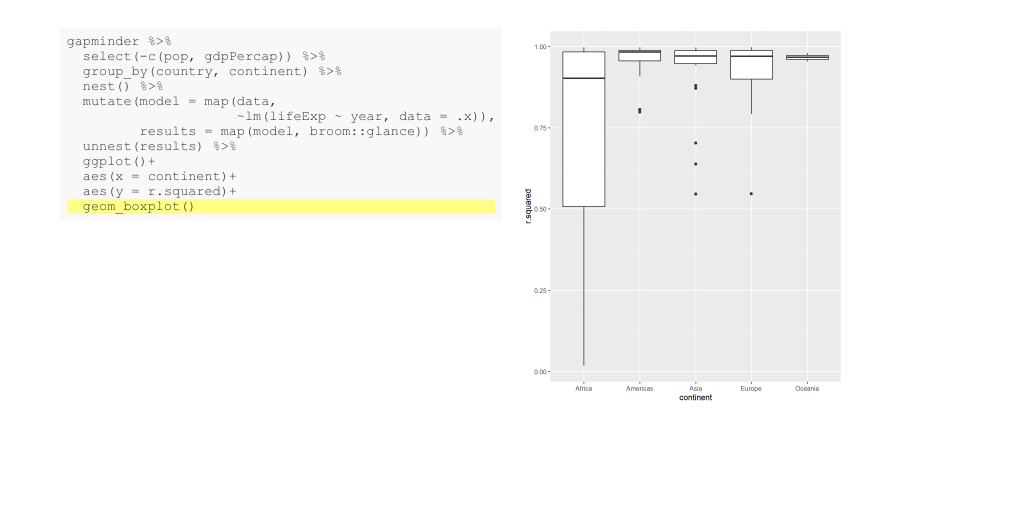 gapminder %>%
select(-c(pop, gdpPercap)) %>%
group_by(country, continent) %>%
nest() %>%
mutate(model = map(data,
~lm(lifeExp ~ year, data = .x)),
results = map(model, broom::glance)) %>%
unnest(results) %>%
ggplot()+
aes(x = continent)+
aes(y = r.squared)+
geom_boxplot()
1.00
0.75
0.50
0.25
0.00
r.squared
Africa Americas Asia Europe Oceania
continent